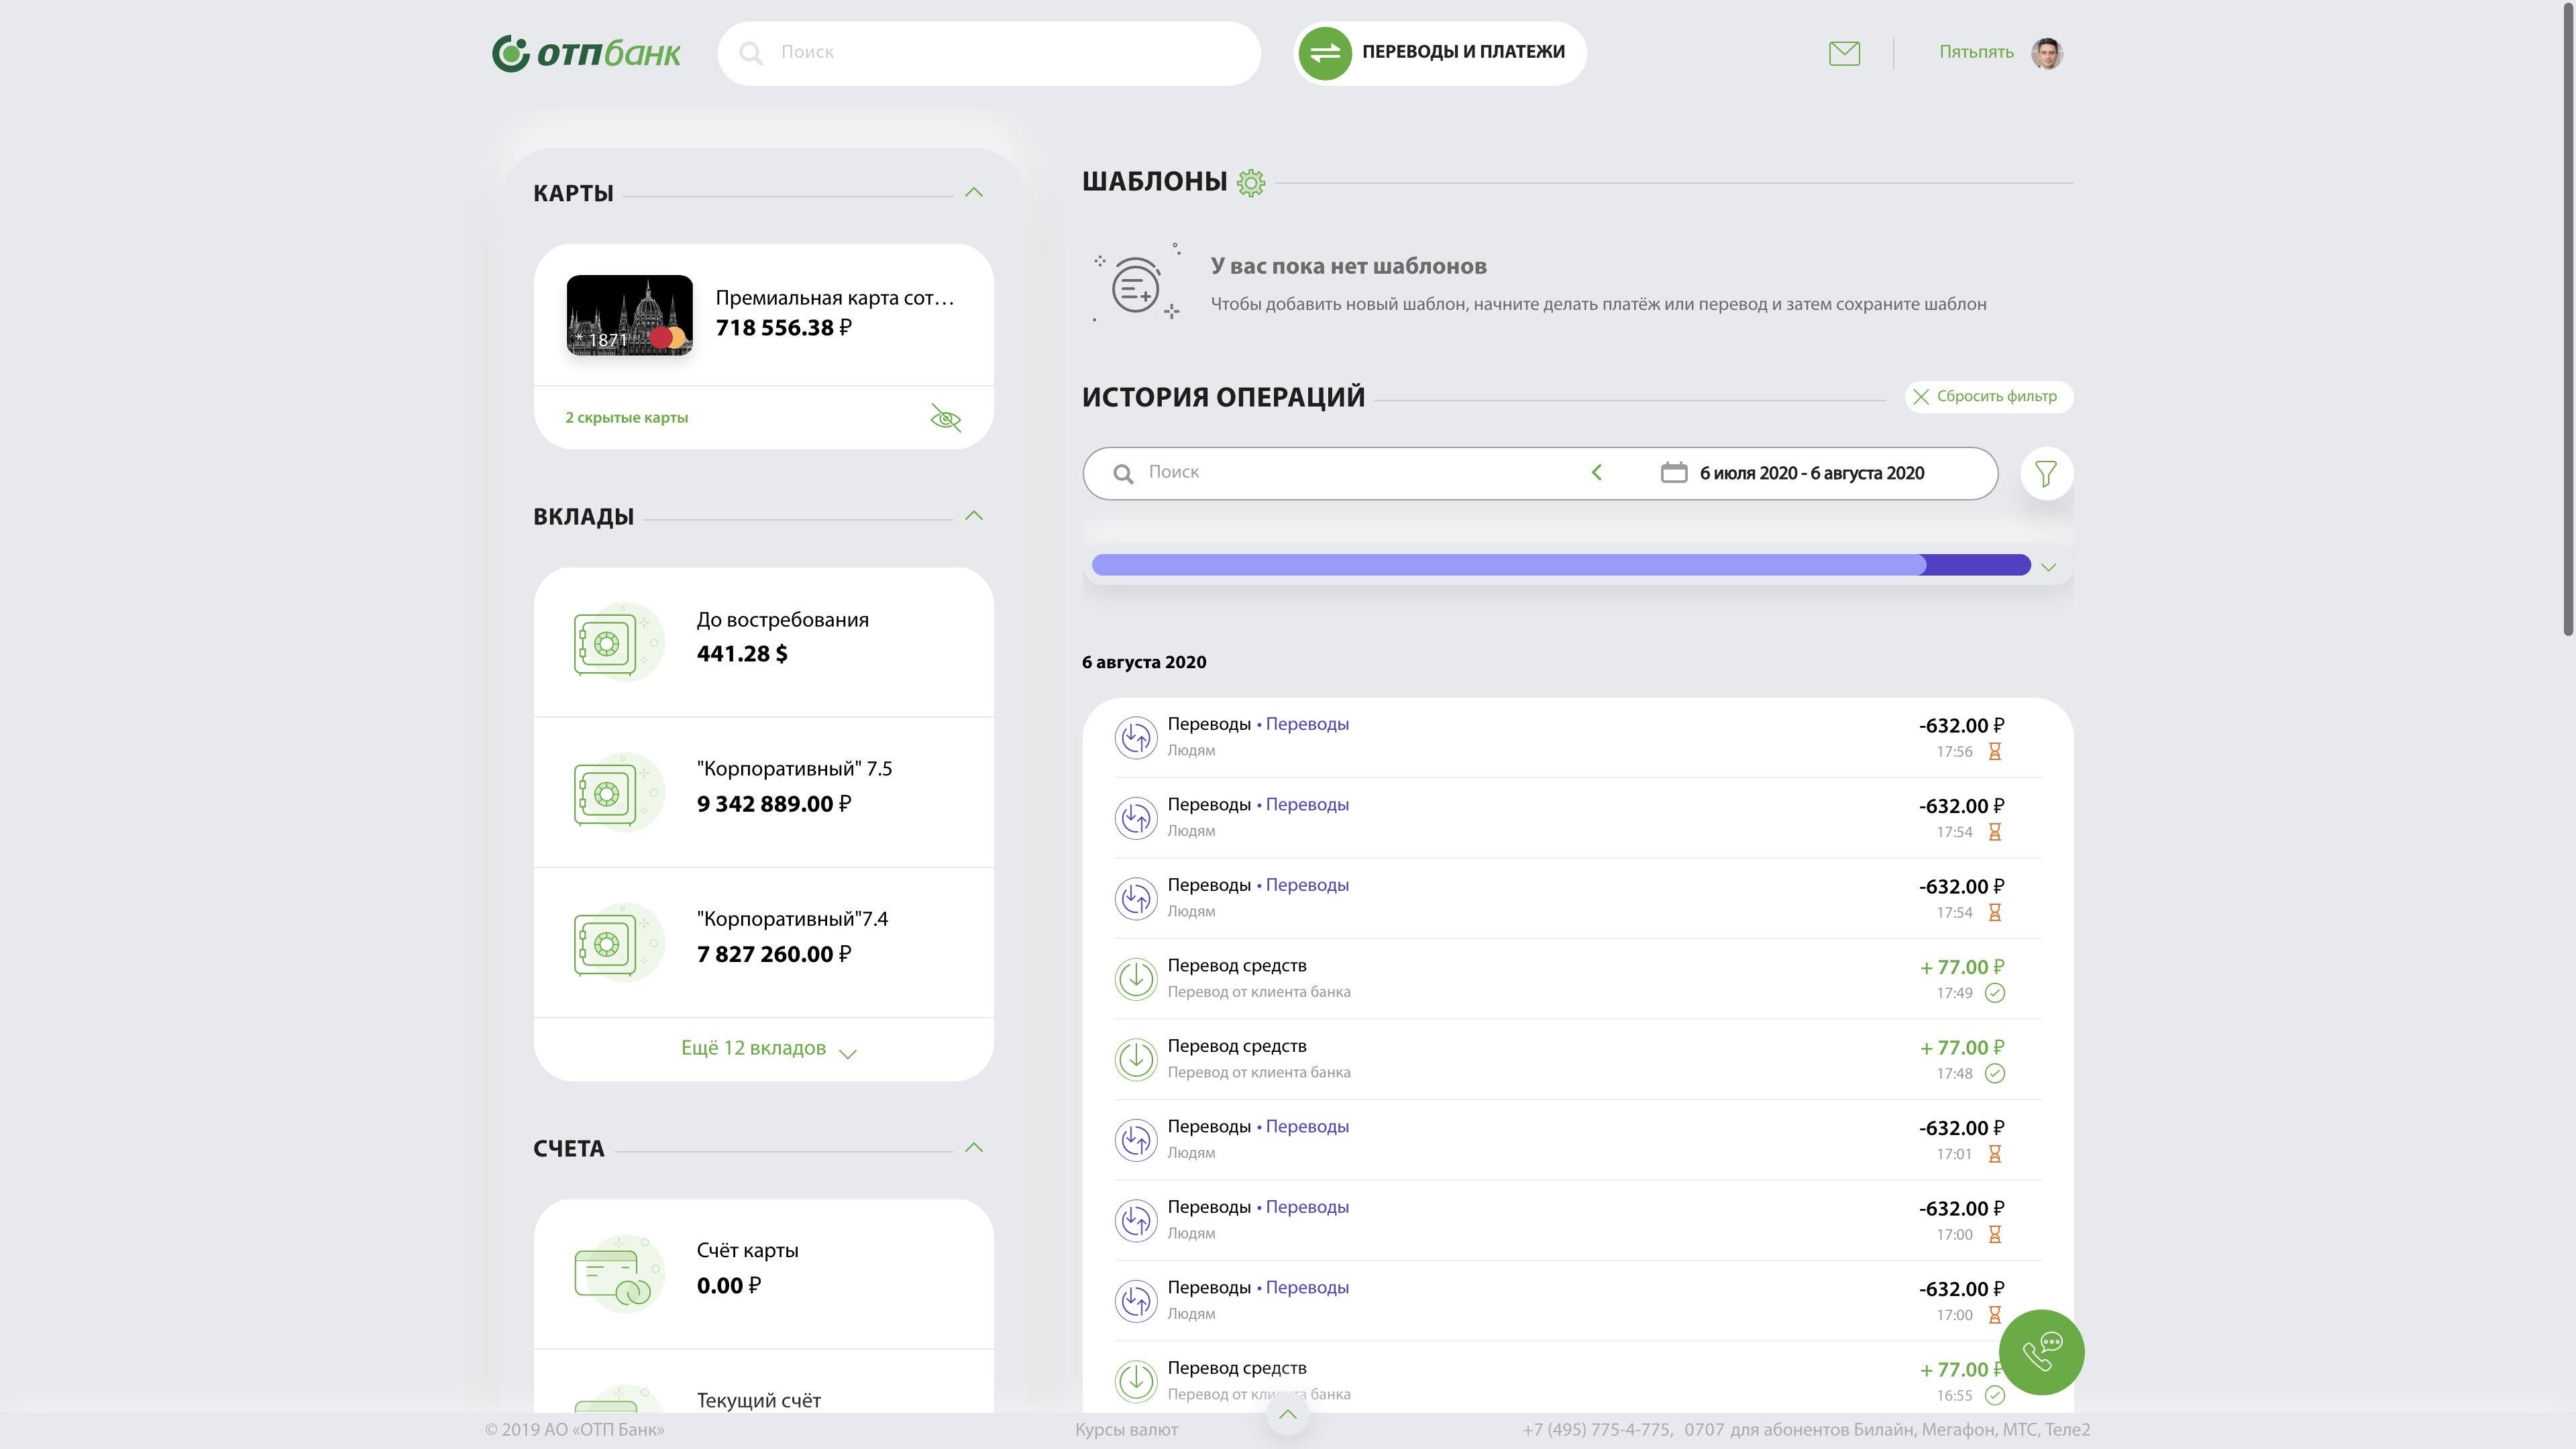 отпбанк
Поиск
ПЕРЕВОДЫ И ПЛАТЕЖИ
Пятьпять
КАРТЫ
* 1871
Премиальная карта сот…
718 556.38 ₽
2 скрытые карты
ВКЛАДЫ
До востребования
441.28 $
"Корпоративный" 7.5
9 342 889.00 ₽
"Корпоративный"7.4
7 827 260.00 ₽
Ещё 12 вкладов
СЧЕТА
Счёт карты
0.00 ₽
Текущий счёт
ШАБЛОНЫ
У вас пока нет шаблонов
Чтобы добавить новый шаблон, начните делать платёж или перевод и затем сохраните шаблон
ИСТОРИЯ ОПЕРАЦИЙ
Сбросить фильтр
Поиск
6 июля 2020 - 6 августа 2020
6 августа 2020
Переводы • Переводы -632.00 ₽
Людям 17:56
Переводы • Переводы -632.00 ₽
Людям 17:54
Переводы • Переводы -632.00 ₽
Людям 17:54
Перевод средств + 77.00 ₽
Перевод от клиента банка 17:49
Перевод средств + 77.00 ₽
Перевод от клиента банка 17:48
Переводы • Переводы -632.00 ₽
Людям 17:01
Переводы • Переводы -632.00 ₽
Людям 17:00
Переводы • Переводы -632.00 ₽
Людям 17:00
Перевод средств + 77.00 ₽
Перевод от клиента банка 16:55
© 2019 АО «ОТП Банк»
Курсы валют
+7 (495) 775-4-775, 0707 для абонентов Билайн, Мегафон, МТС, Теле2